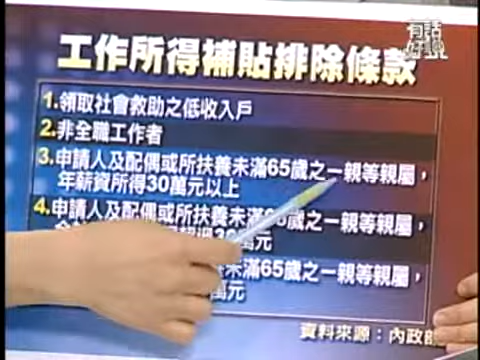 有話好說
工作所得補貼排除條款
1.領取社會救助之低收入戶
2.非全職工作者
3.申請人及配偶或所扶養未滿65歲之一親等親屬，
年薪資所得30萬元以上
4.申請人及配偶或所扶養未滿65歲之一親等親屬，
萬元
未滿65歲之一親等親屬，
萬元
資料來源：內政部